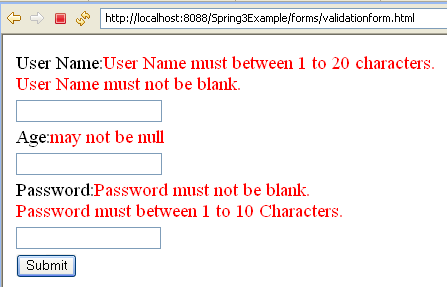 http://localhost:8088/Spring3Example/forms/validationform.html
User Name:User Name must between 1 to 20 characters.
User Name must not be blank.
Age:may not be null
Password:Password must not be blank.
Password must between 1 to 10 Characters.
Submit